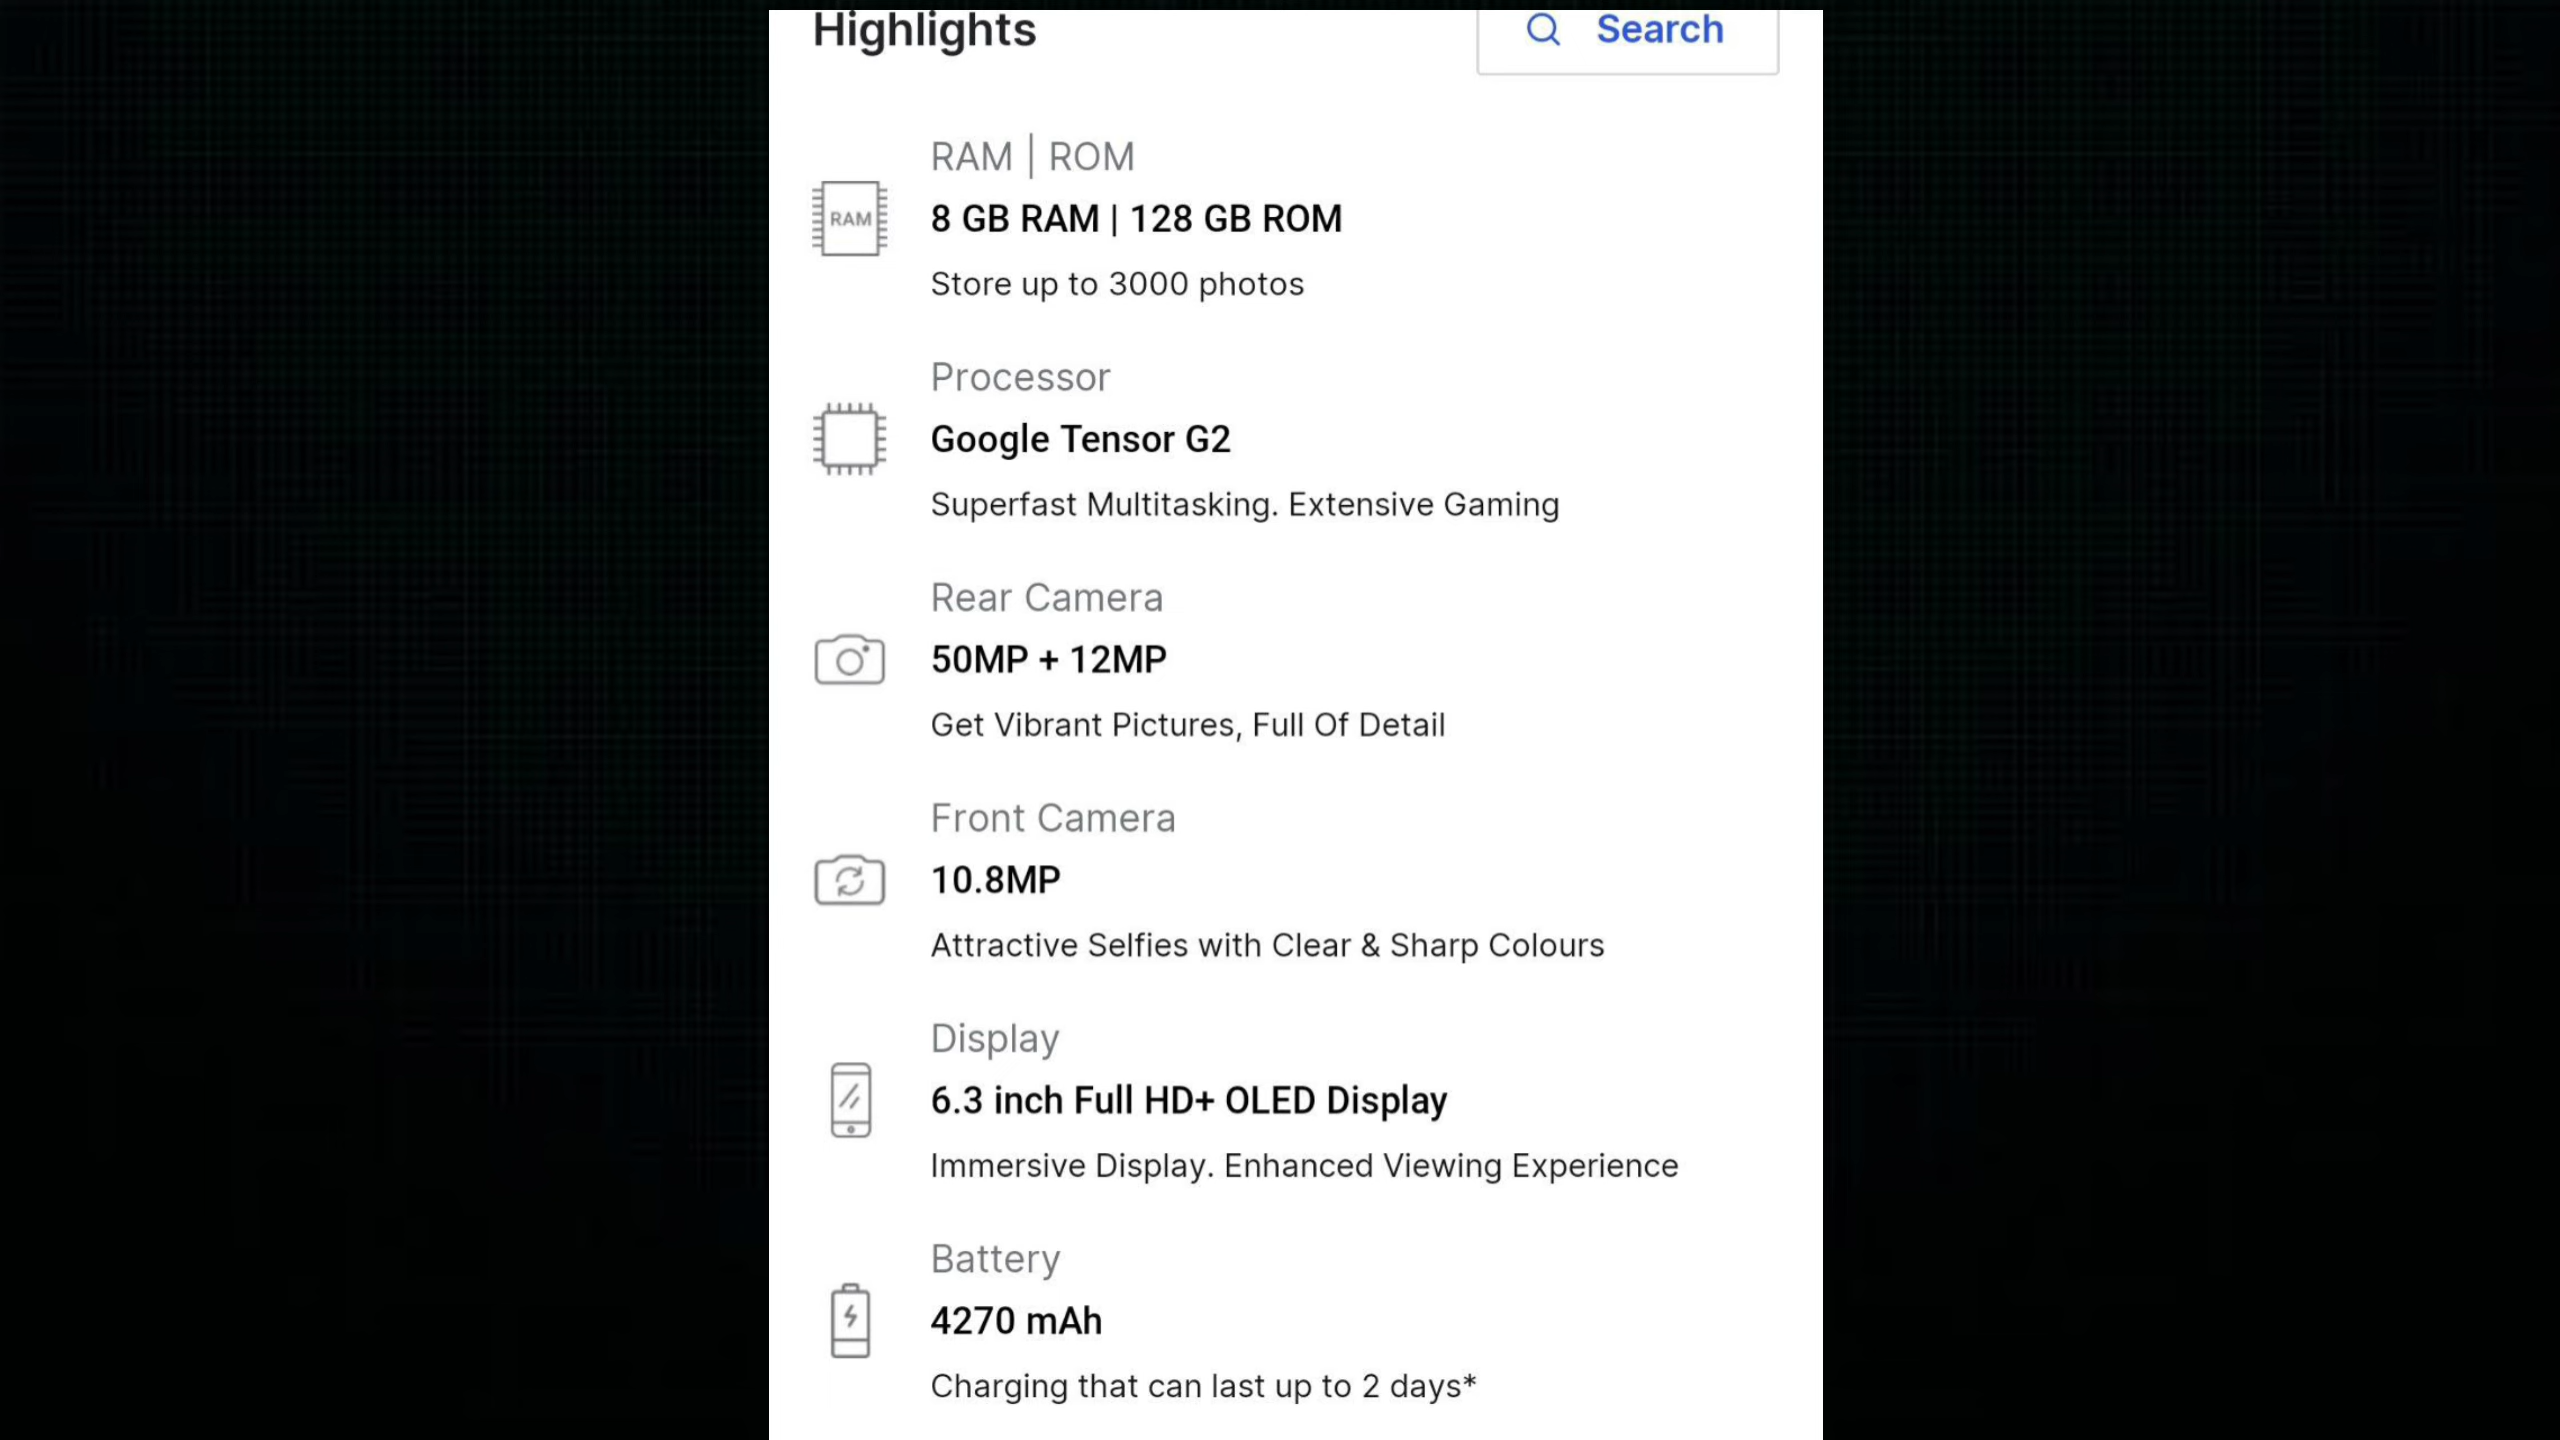 Highlights
Search
RAM | ROM
RAM
8 GB RAM | 128 GB ROM
Store up to 3000 photos
Processor
Google Tensor G2
Superfast Multitasking. Extensive Gaming
Rear Camera
50MP + 12MP
Get Vibrant Pictures, Full Of Detail
Front Camera
10.8MP
Attractive Selfies with Clear & Sharp Colours
Display
6.3 inch Full HD+ OLED Display
Immersive Display. Enhanced Viewing Experience
Battery
4270 mAh
Charging that can last up to 2 days*